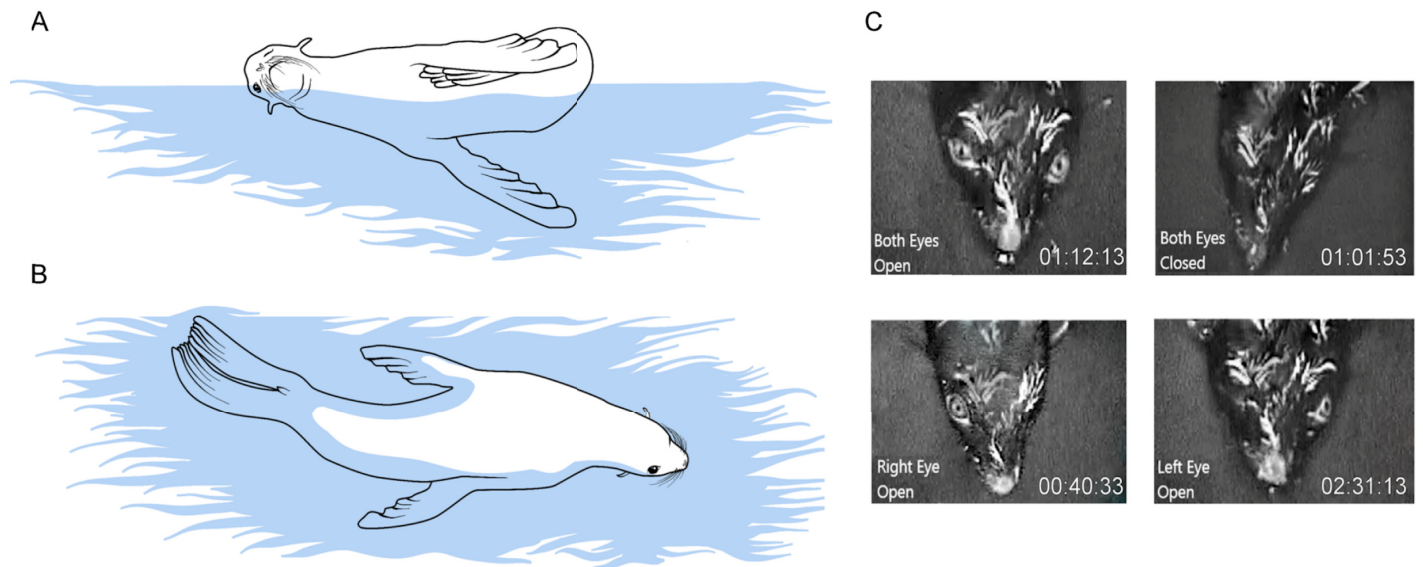 A
C
Both Eyes
Open
01:12:13
Both Eyes
Closed
01:01:53
B
Right Eye
Open
00:40:33
Left Eye
Open
02:31:13